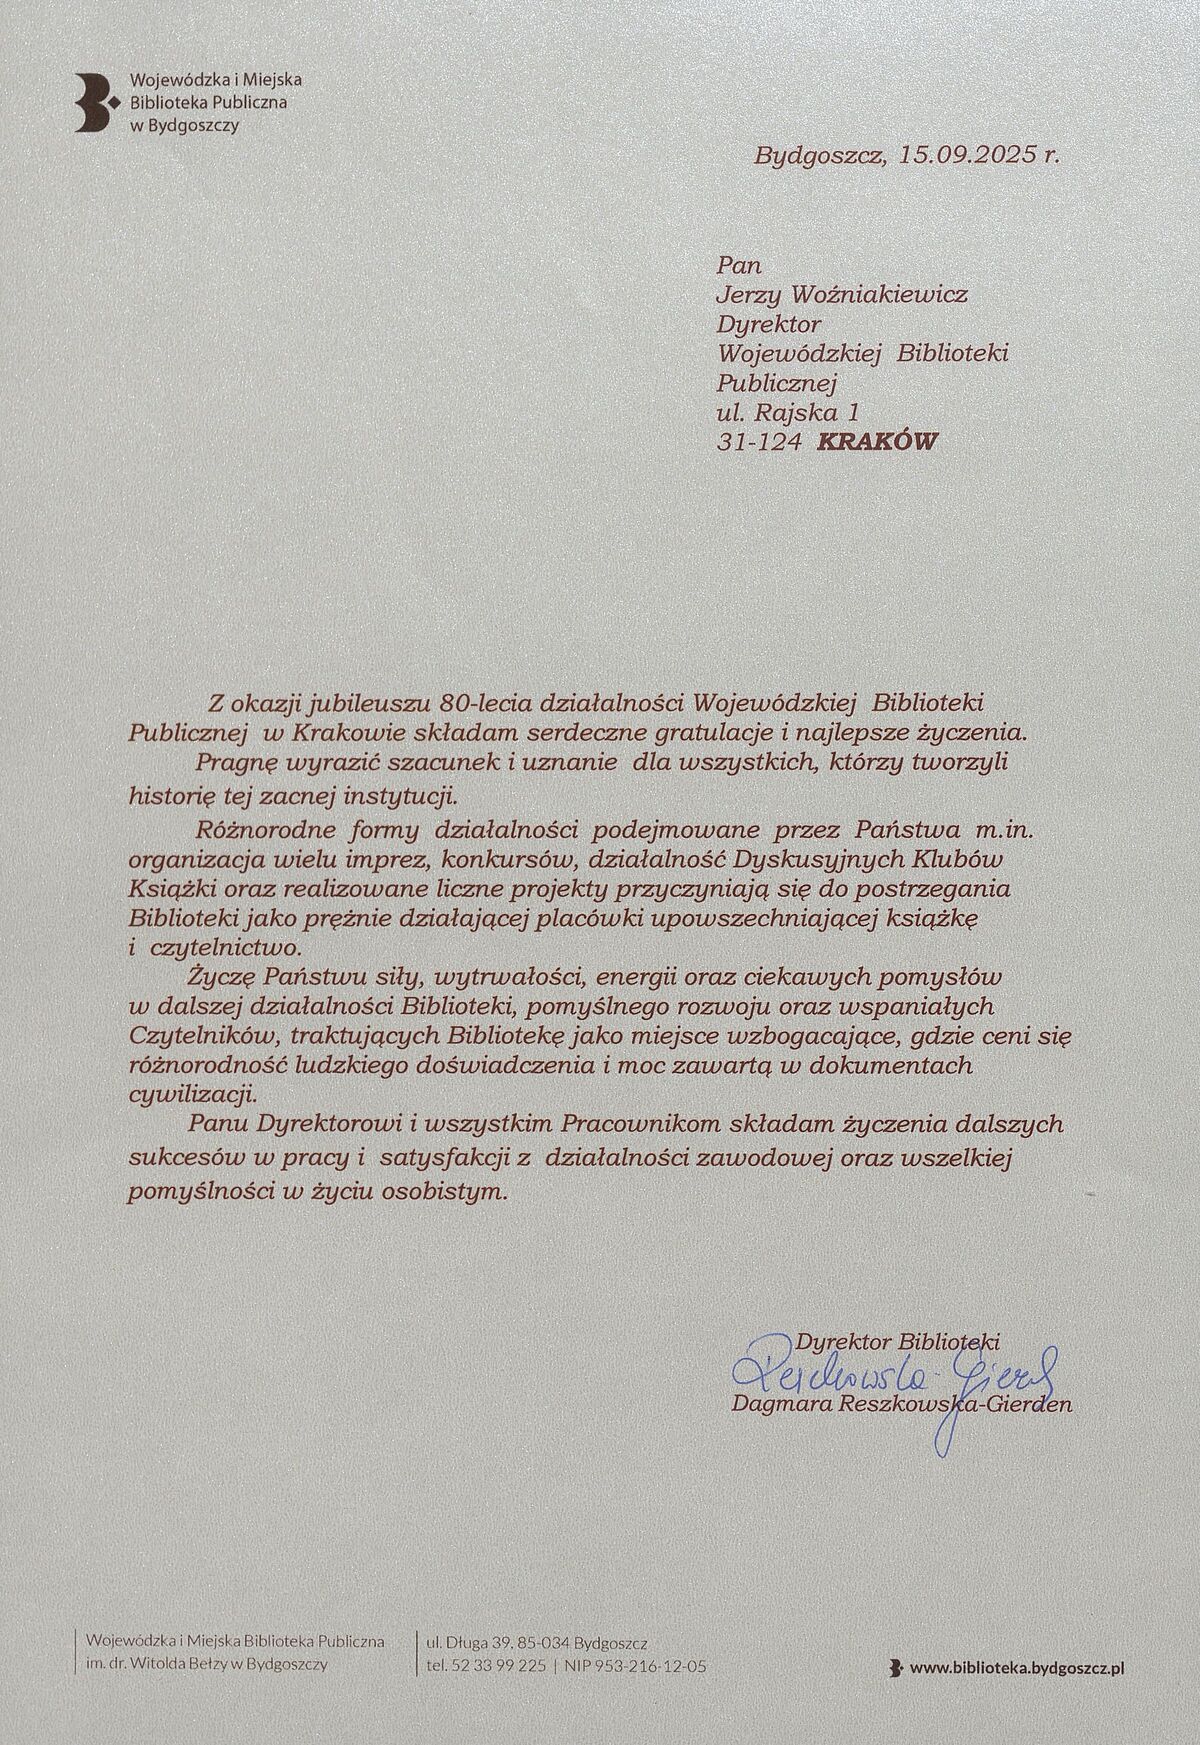 Wojewódzka i Miejska
Biblioteka Publiczna
w Bydgoszczy
Bydgoszcz, 15.09.2025 r.
Pan
Jerzy Woźniakiewicz
Dyrektor
Wojewódzkiej Biblioteki
Publicznej
ul. Rajska 1
31-124 KRAKÓW
Z okazji jubileuszu 80-lecia działalności Wojewódzkiej Biblioteki
Publicznej w Krakowie składam serdeczne gratulacje i najlepsze życzenia.
Pragnę wyrazić szacunek i uznanie dla wszystkich, którzy tworzyli
historię tej zacnej instytucji.
Różnorodne formy działalności podejmowane przez Państwa m.in.
organizacja wielu imprez, konkursów, działalność Dyskusyjnych Klubów
Książki oraz realizowane liczne projekty przyczyniają się do postrzegania
Biblioteki jako prężnie działającej placówki upowszechniającej książkę
i czytelnictwo.
Życzę Państwu siły, wytrwałości, energii oraz ciekawych pomysłów
w dalszej działalności Biblioteki, pomyślnego rozwoju oraz wspaniałych
Czytelników, traktujących Bibliotekę jako miejsce wzbogacające, gdzie ceni się
różnorodność ludzkiego doświadczenia i moc zawartą w dokumentach
cywilizacji.
Panu Dyrektorowi i wszystkim Pracownikom składam życzenia dalszych
sukcesów w pracy i satysfakcji z działalności zawodowej oraz wszelkiej
pomyślności w życiu osobistym.
Dyrektor Biblioteki
Dagmara Reszkowska-Gierden
Wojewódzka i Miejska Biblioteka Publiczna
im. dr. Witolda Bełzy w Bydgoszczy
ul. Długa 39, 85-034 Bydgoszcz
tel. 52 33 99 225 | NIP 953-216-12-05
www.biblioteka.bydgoszcz.pl